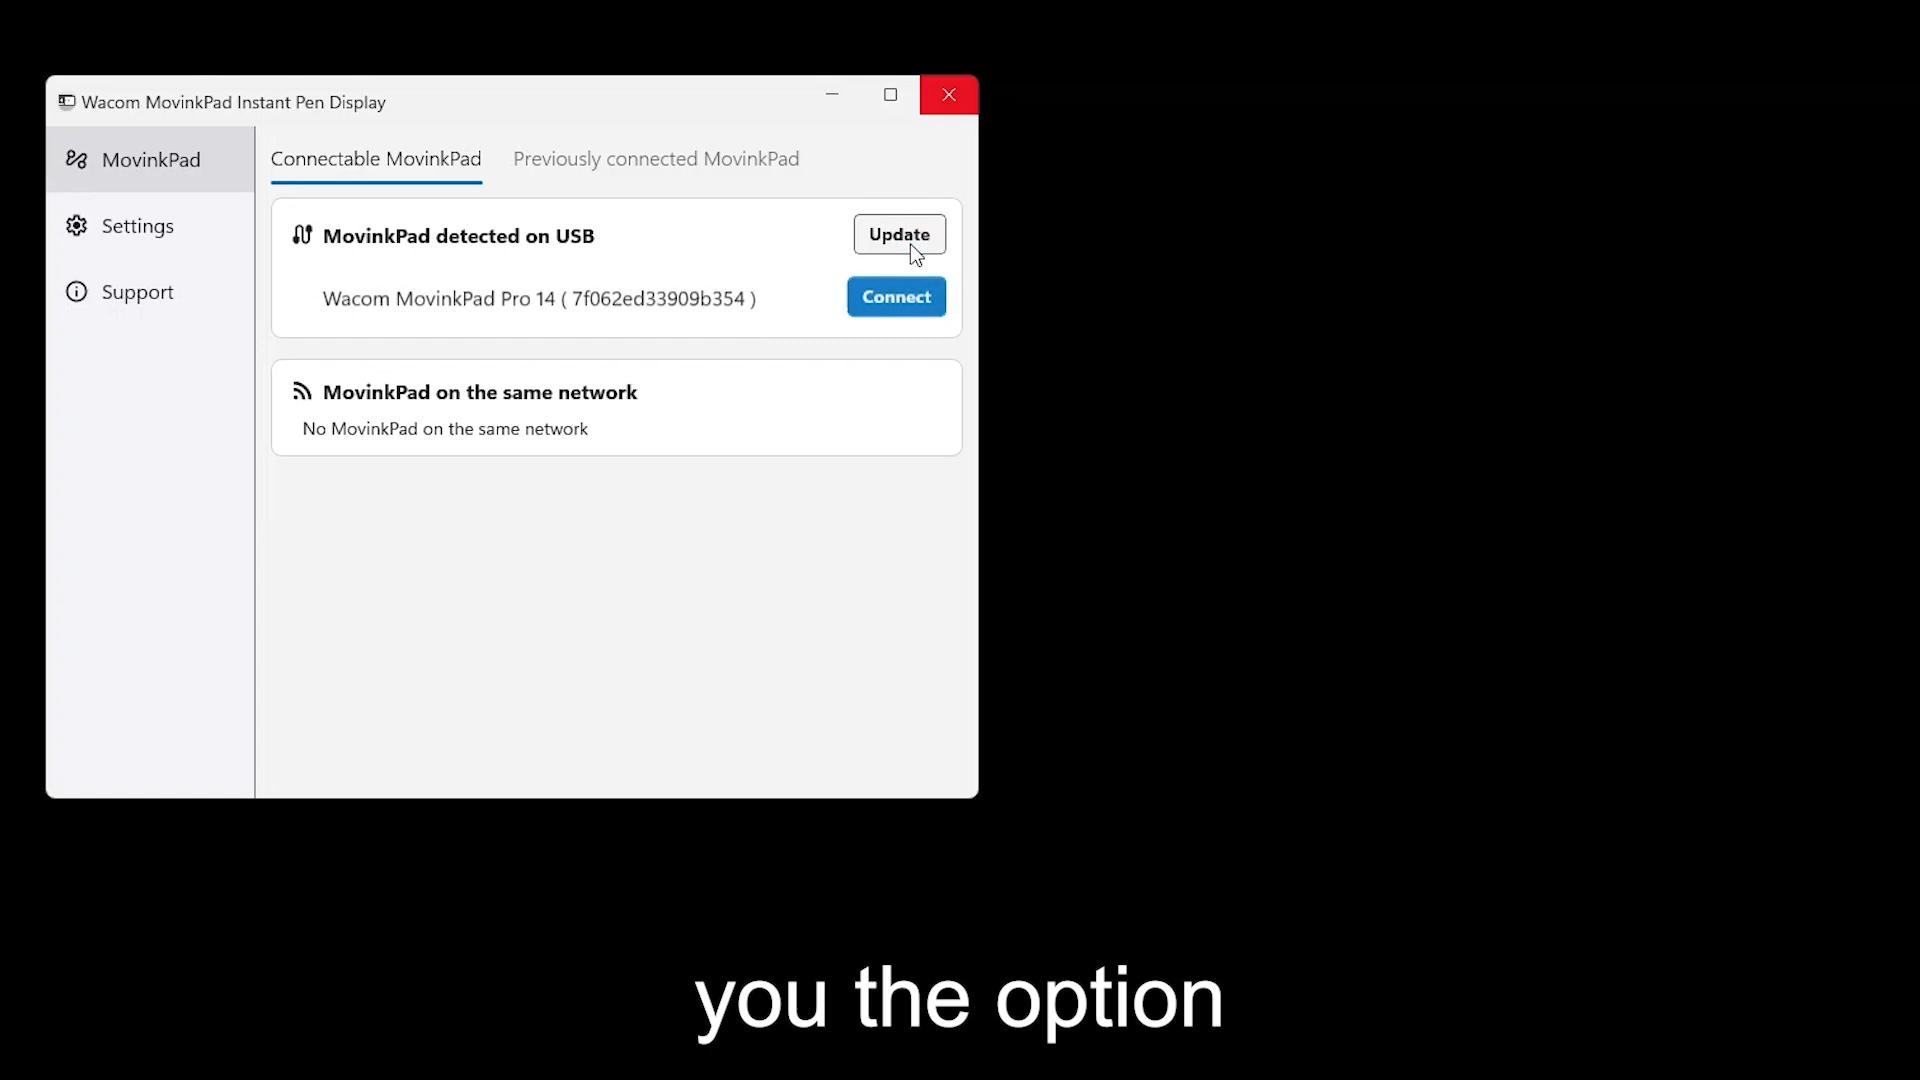 Wacom MovinkPad Instant Pen Display
MovinkPad
Settings
Support
Connectable MovinkPad
Previously connected MovinkPad
MovinkPad detected on USB
Update
Wacom MovinkPad Pro 14 ( 7f062ed33909b354 )
Connect
MovinkPad on the same network
No MovinkPad on the same network
you the option